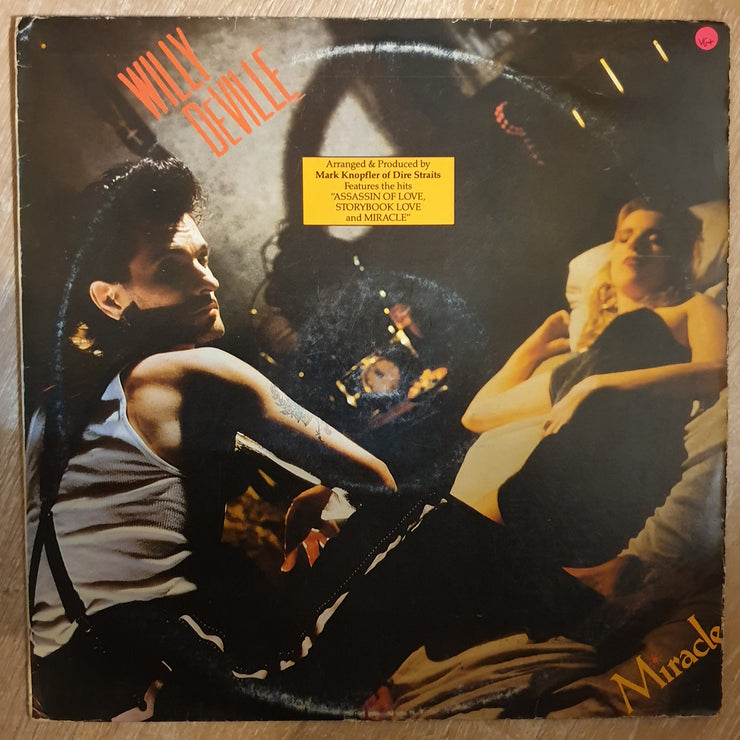 WILLY
DEVILLE
VG+
Arranged & Produced by
Mark Knopfler of Dire Straits
Features the hits
"ASSASSIN OF LOVE,
STORYBOOK LOVE
and MIRACLE"
Miracle